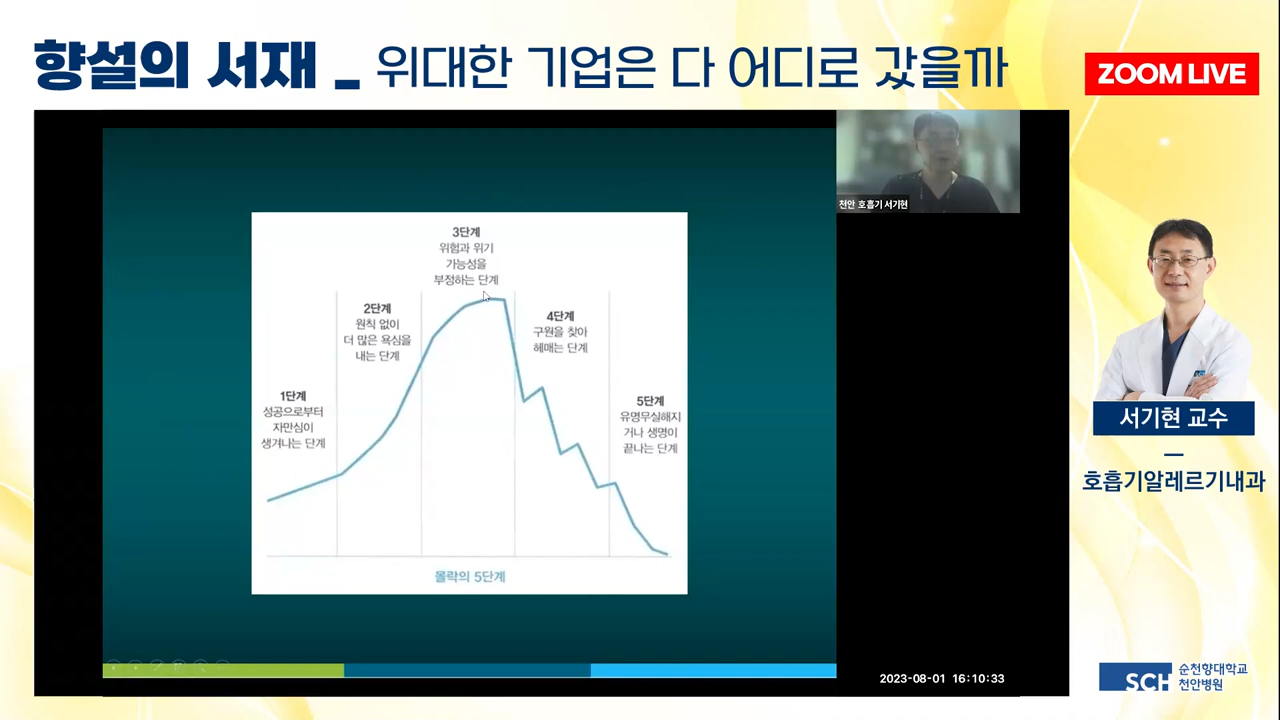 향설의 서재 _ 위대한 기업은 다 어디로 갔을까
ZOOM LIVE
천안 호흡기 서기현
3단계
위험과 위기
가능성을
부정하는 단계
2단계
원칙 없이
더 많은 욕심을
내는 단계
4단계
구원을 찾아
헤매는 단계
1단계
성공으로부터
자만심이
생겨나는 단계
5단계
유명무실해지
거나 생명이
끝나는 단계
몰락의 5단계
서기현 교수
호흡기알레르기내과
2023-08-01 16:10:33
SCH 순천향대학교
천안병원